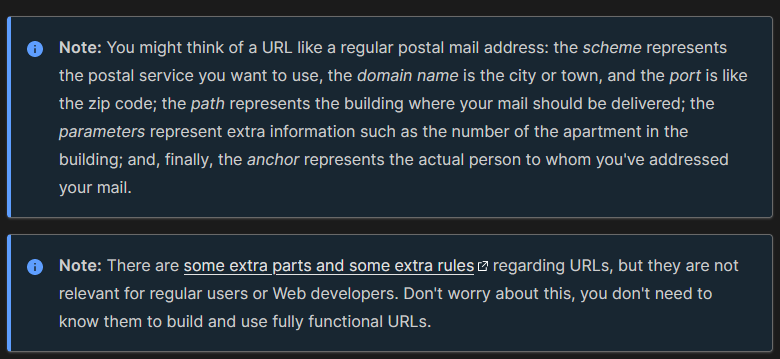 Note: You might think of a URL like a regular postal mail address: the scheme represents
the postal service you want to use, the domain name is the city or town, and the port is like
the zip code; the path represents the building where your mail should be delivered; the
parameters represent extra information such as the number of the apartment in the
building; and, finally, the anchor represents the actual person to whom you've addressed
your mail.
Note: There are some extra parts and some extra rules regarding URLs, but they are not
relevant for regular users or Web developers. Don't worry about this, you don't need to
know them to build and use fully functional URLs.